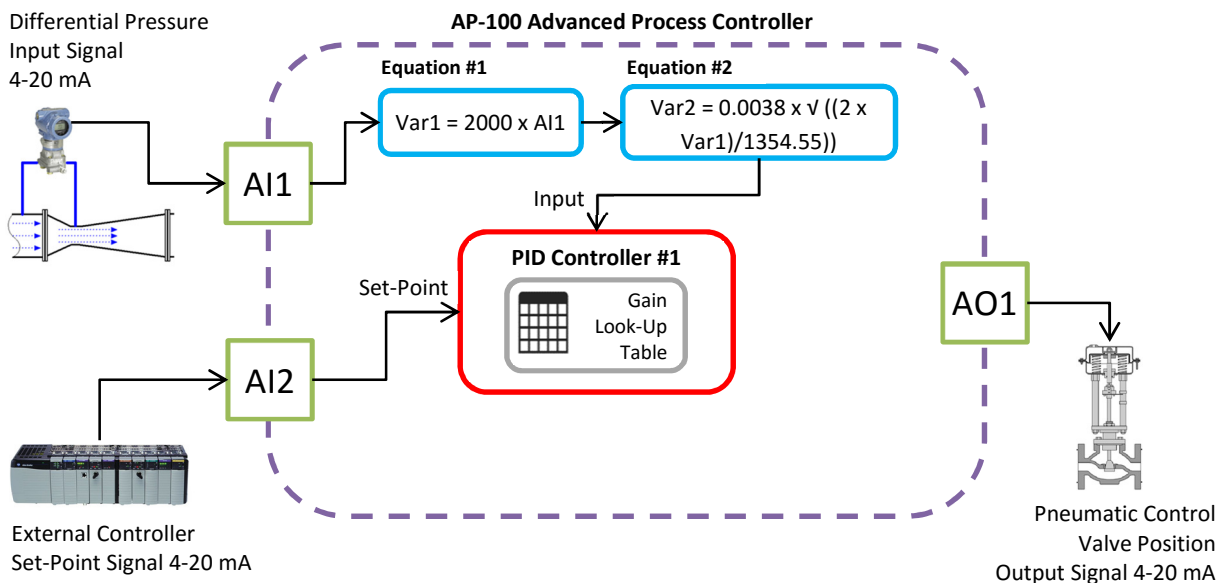 Differential Pressure
Input Signal
4-20 mA
AP-100 Advanced Process Controller
Equation #1
Var1 = 2000 x AI1
Equation #2
Var2 = 0.0038 x √ ((2 x
Var1)/1354.55))
AI1
Input
PID Controller #1
Gain
Look-Up
Table
Set-Point
AI2
AO1
External Controller
Set-Point Signal 4-20 mA
Pneumatic Control
Valve Position
Output Signal 4-20 mA